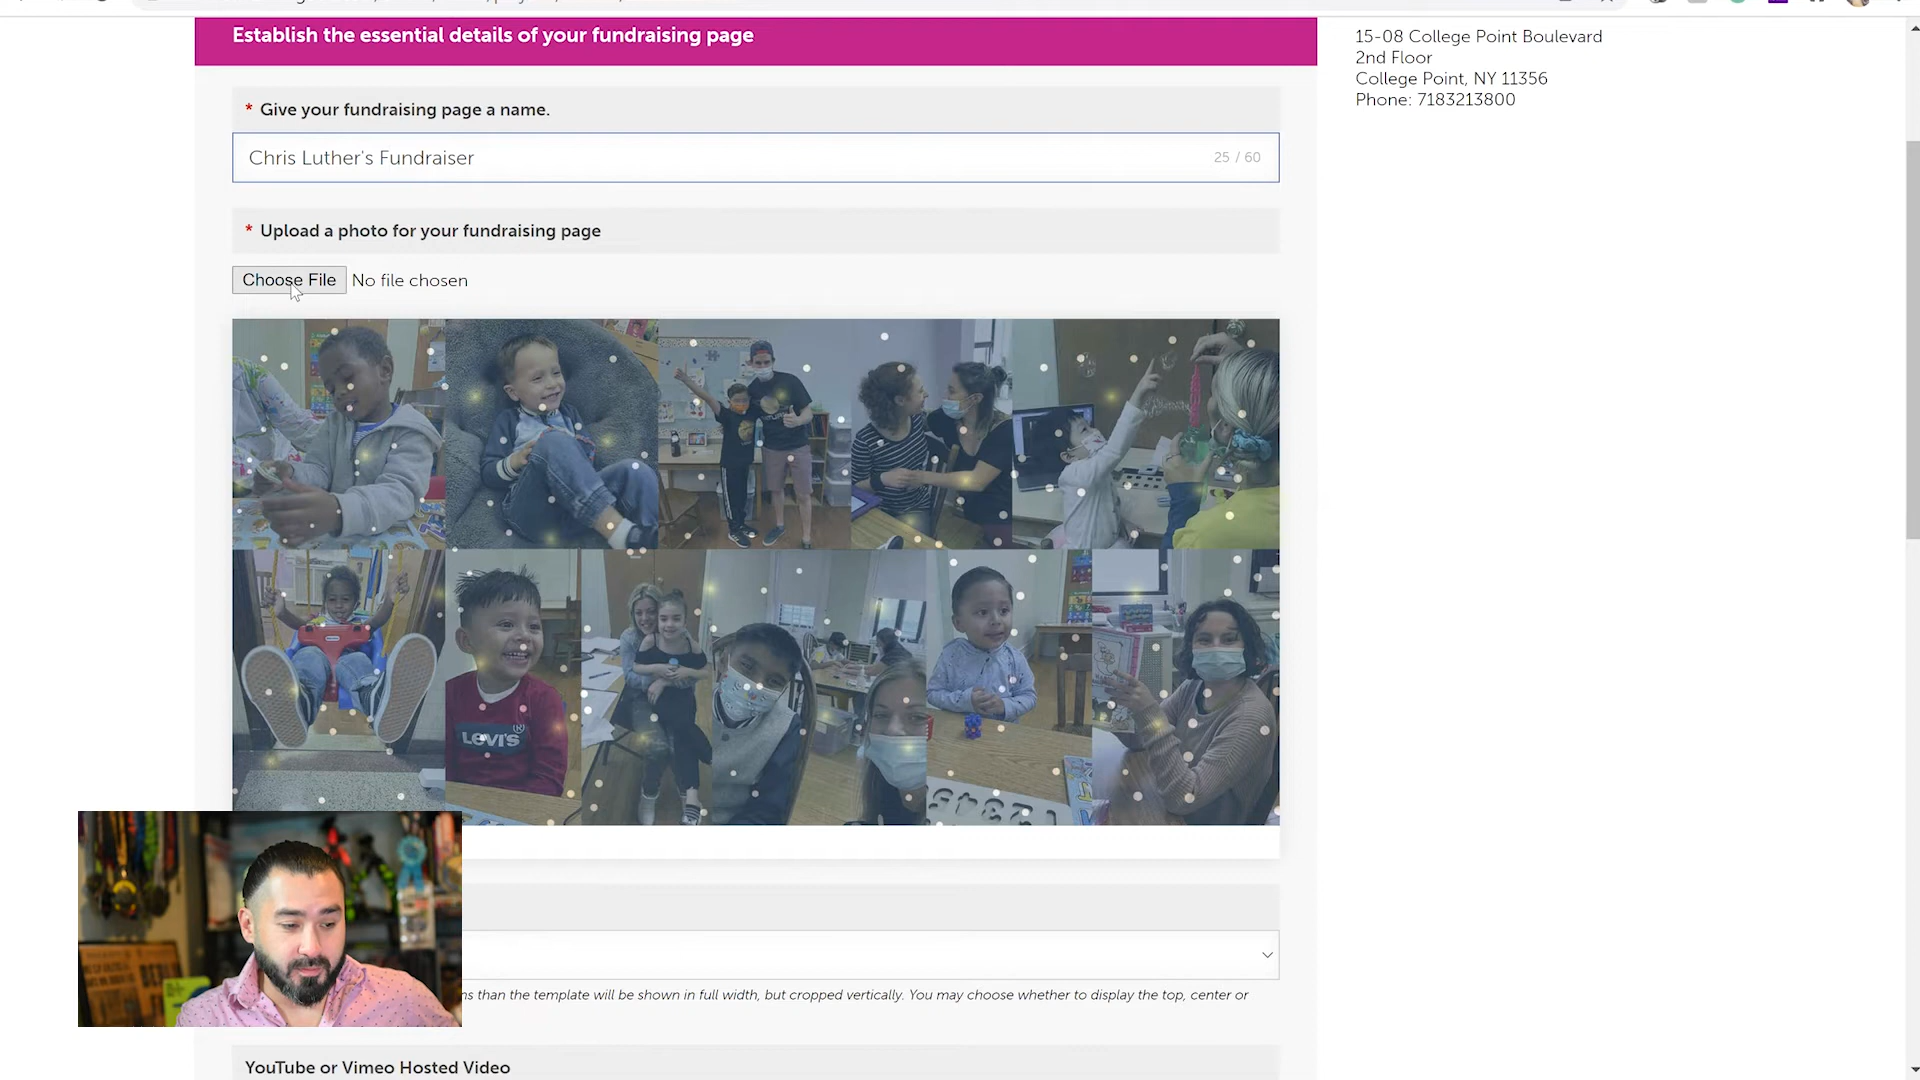 Establish the essential details of your fundraising page
* Give your fundraising page a name.
Chris Luther's Fundraiser
25 / 60
* Upload a photo for your fundraising page
Choose File No file chosen
LEVI'S®
12345
than the template will be shown in full width, but cropped vertically. You may choose whether to display the top, center or
YouTube or Vimeo Hosted Video
15-08 College Point Boulevard
2nd Floor
College Point, NY 11356
Phone: 7183213800